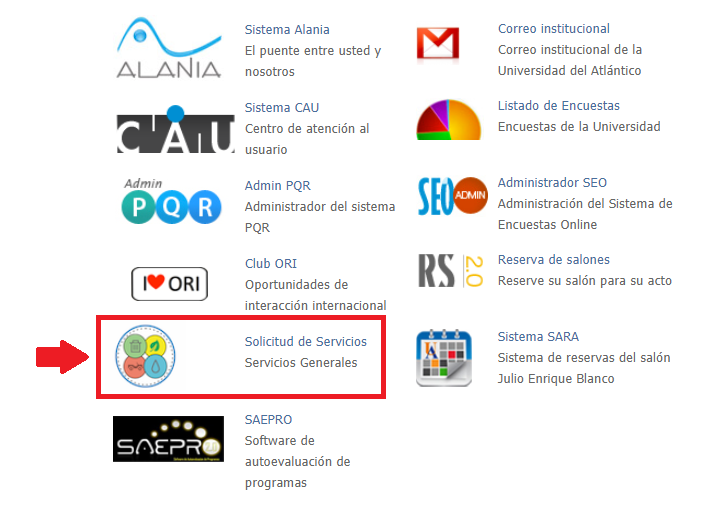 ALANIA
Sistema Alania
El puente entre usted y
nosotros
CAU
Sistema CAU
Centro de atención al
usuario
Admin
PQR
Admin PQR
Administrador del sistema
PQR
I ORI
Club ORI
Oportunidades de
interacción internacional
Solicitud de Servicios
Servicios Generales
SAEPRO
SAEPRO
Software de
autoevaluación de
programas
Correo institucional
Correo institucional de la
Universidad del Atlántico
Listado de Encuestas
Encuestas de la Universidad
SEO ADMIN
Administrador SEO
Administración del Sistema de
Encuestas Online
RS 2.0
Reserva de salones
Reserve su salón para su acto
Sistema SARA
Sistema de reservas del salón
Julio Enrique Blanco